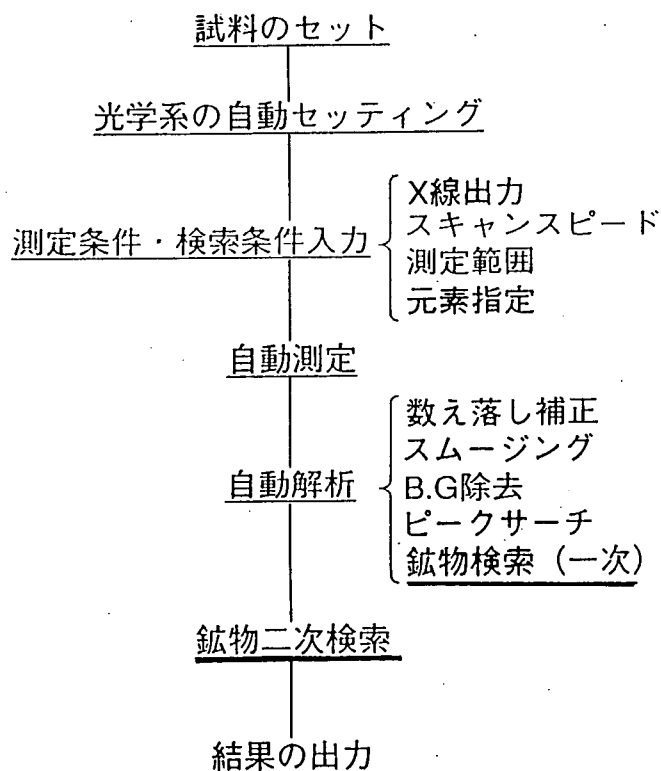 試料のセット
光学系の自動セッティング
測定条件・検索条件入力
X線出力
スキャンスピード
測定範囲
元素指定
自動測定
自動解析
数え落し補正
スムージング
B.G除去
ピークサーチ
鉱物検索（一次）
鉱物二次検索
結果の出力